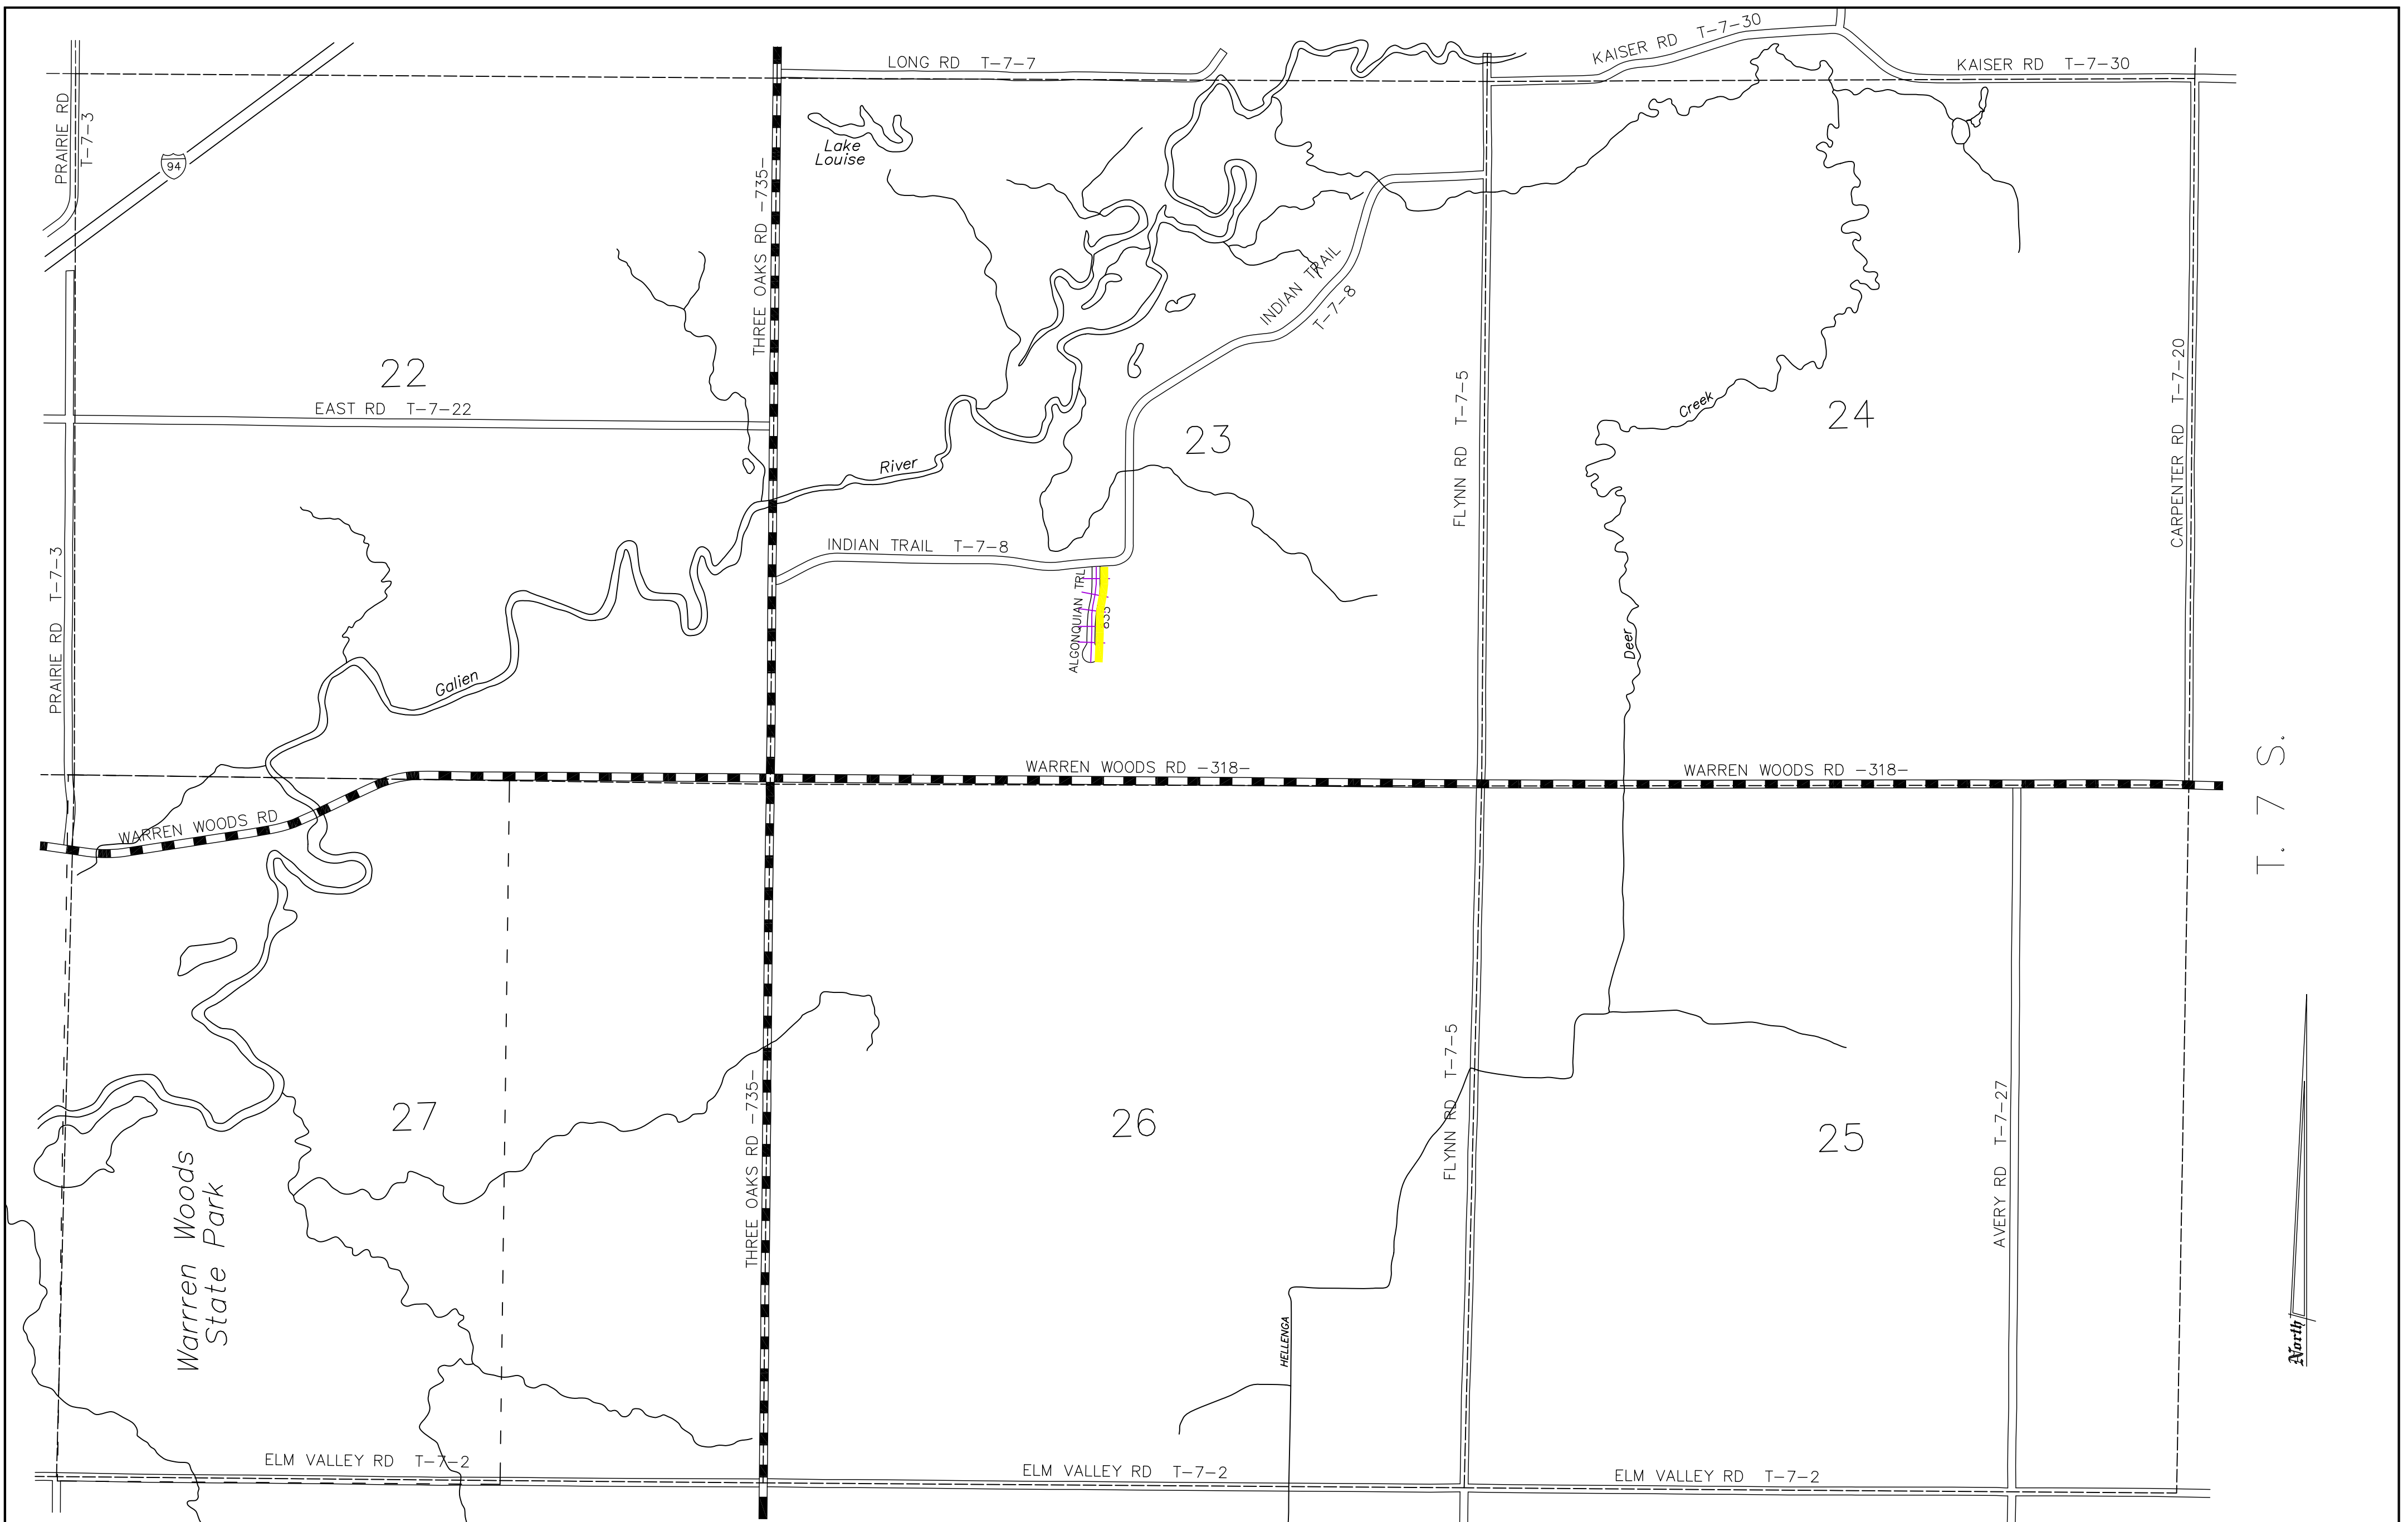 LONG RD T-7-7
KAISER RD T-7-30
KAISER RD T-7-30
PRAIRIE RD
T-7-3
94
Lake
Louise
THREE OAKS RD -735-
INDIAN TRAIL
T-7-8
22
EAST RD T-7-22
23
24
Creek
FLYNN RD T-7-5
CARPENTER RD T-7-20
River
INDIAN TRAIL T-7-8
PRAIRIE RD T-7-3
ALGONQUIAN TRL
Deer
Galien
WARREN WOODS RD -318-
WARREN WOODS RD -318-
T. 7 S.
WARREN WOODS RD
27
26
25
THREE OAKS RD -735-
FLYNN RD T-7-5
AVERY RD T-7-27
Warren Woods
State Park
HELLENGA
North
ELM VALLEY RD T-7-2
ELM VALLEY RD T-7-2
ELM VALLEY RD T-7-2